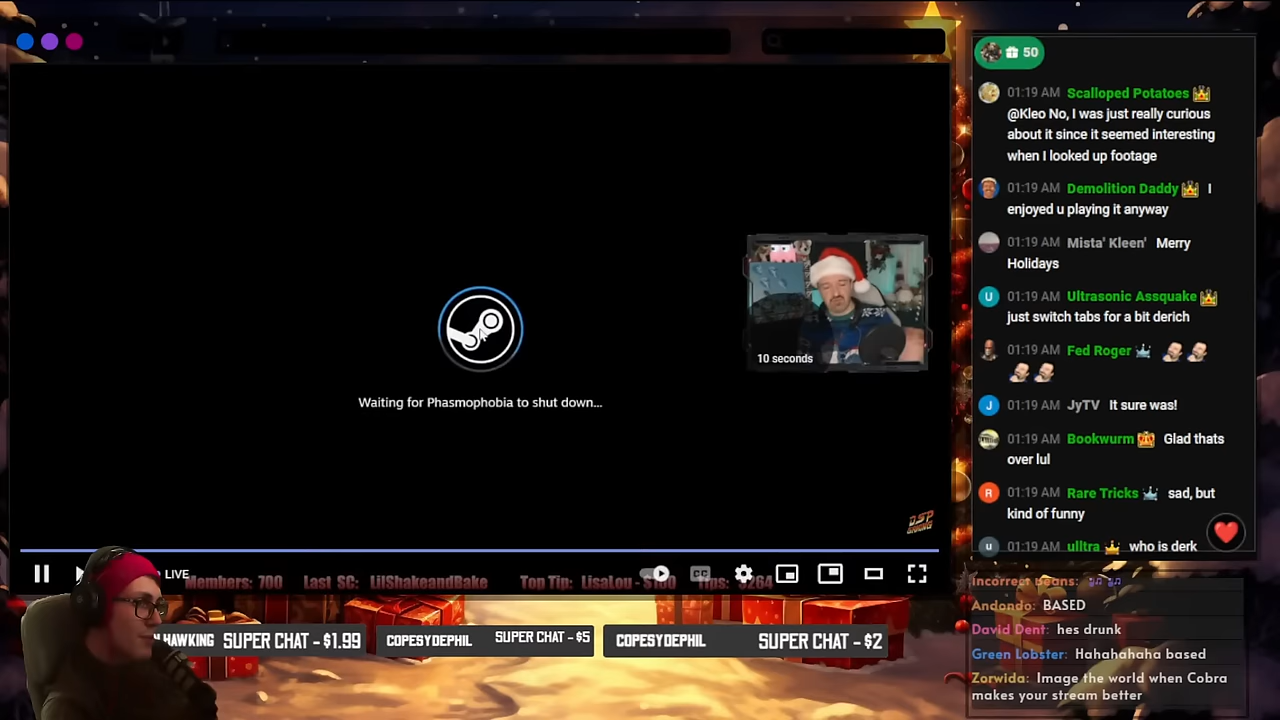 50
01:19 AM Scalloped Potatoes
@Kleo No, I was just really curious
about it since it seemed interesting
when I looked up footage
01:19 AM Demolition Daddy I
enjoyed u playing it anyway
01:19 AM Mista' Kleen' Merry
Holidays
U 01:19 AM Ultrasonic Assquake
just switch tabs for a bit derich
01:19 AM Fed Roger
J 01:19 AM JyTV It sure was!
01:19 AM Bookwurm Glad thats
over lul
R 01:19 AM Rare Tricks sad, but
kind of funny
u 01:19 AM ulltra who is derk
10 seconds
Waiting for Phasmophobia to shut down...
DSP
GAMING
LIVE
CC
Members: 700 Last SC: LilShakeandBake Top Tip: LisaLou - $100 Tips:
HAWKING SUPER CHAT - $1.99
COPESYDEPHIL SUPER CHAT - $5
COPESYDEPHIL SUPER CHAT - $2
Incorrect Beans:
Andondo: BASED
David Dent: hes drunk
Green Lobster: Hahahahaha based
Zorwida: Image the world when Cobra
makes your stream better